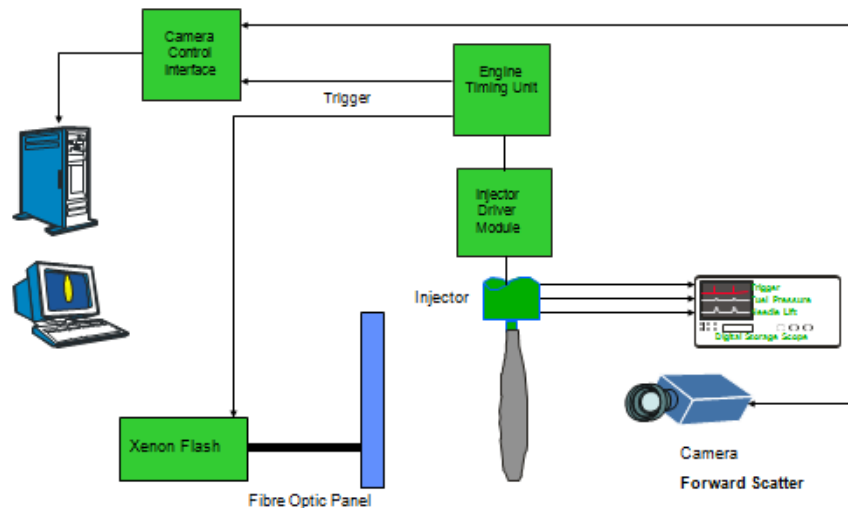 Camera
Control
Interface
Engine
Timing Unit
Trigger
Injector
Driver
Module
Injector
Trigger
Fuel Pressure
Needle Lift
Digital Storage Scope
Xenon Flash
Camera
Fibre Optic Panel
Forward Scatter